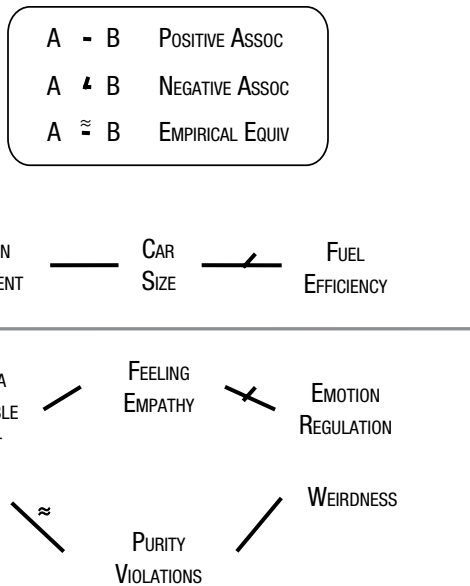 A - B Positive Assoc
A B Negative Assoc
A ≈ B Empirical Equiv
Car
Size
Fuel
Efficiency
Feeling
Empathy
Emotion
Regulation
≈
Weirdness
Purity
Violations